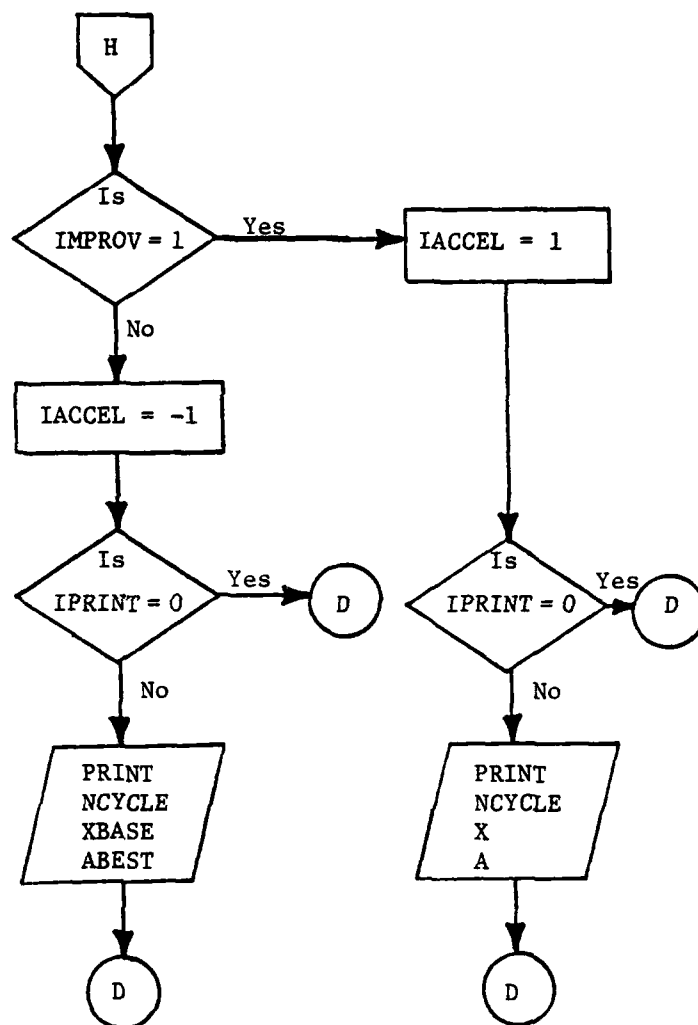 H
Is
IMPROV = 1
Yes
IACCEL = 1
No
IACCEL = -1
Is
IPRINT = 0
Yes
D
No
PRINT
NCYCLE
XBASE
ABEST
D
Is
IPRINT = 0
Yes
D
No
PRINT
NCYCLE
X
A
D